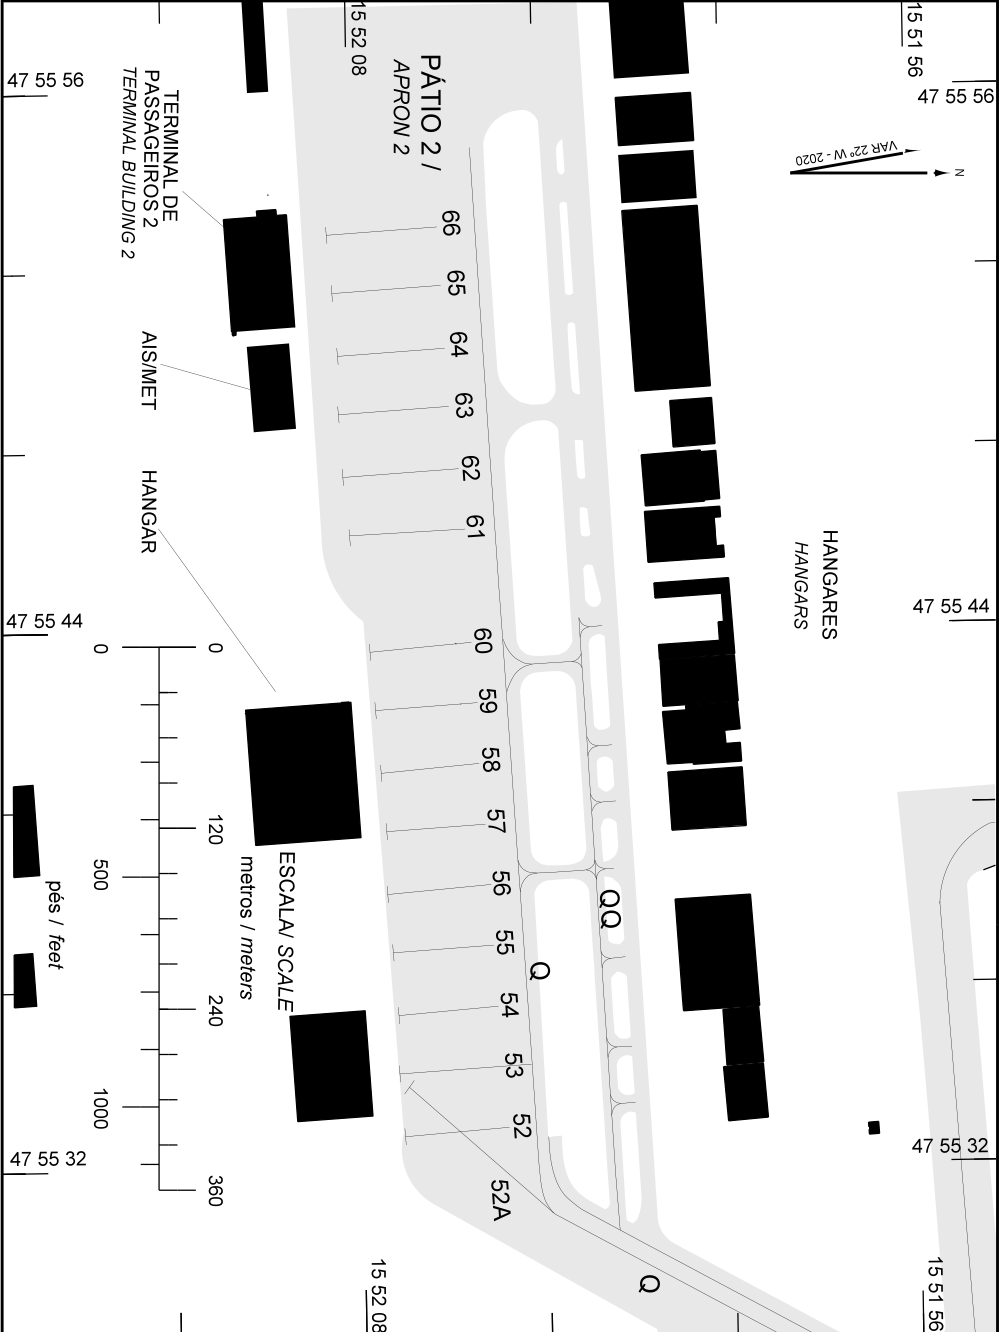 15 52 08
15 51 56
47 55 56
47 55 56
PÁTIO 2 /
APRON 2
VAR 22° W - 2020
N
TERMINAL DE
PASSAGEIROS 2
TERMINAL BUILDING 2
AIS/MET
HANGAR
HANGARES
HANGARS
66
65
64
63
62
61
60
59
58
57
56
55
54
53
52
52A
QQ
Q
Q
47 55 44
47 55 44
ESCALA/ SCALE
metros / meters
0
120
240
360
0
500
1000
pés / feet
47 55 32
47 55 32
15 52 08
15 51 56